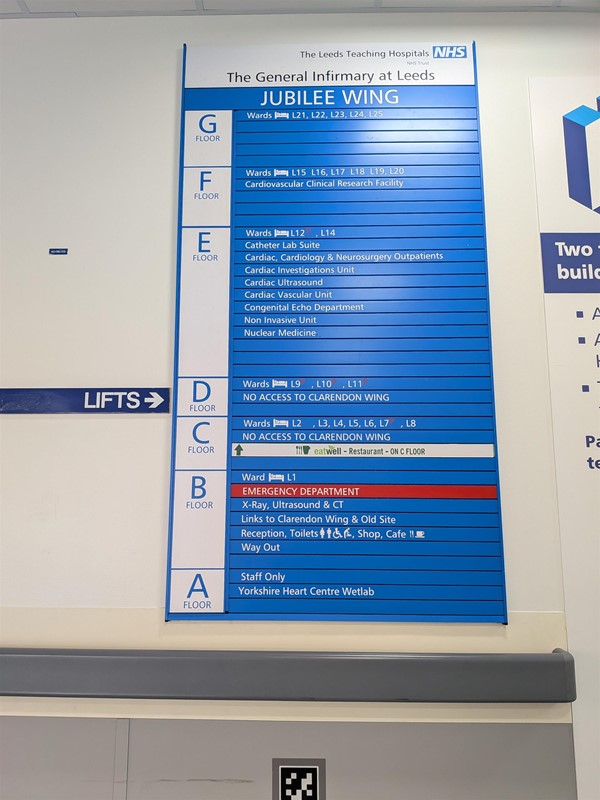 The Leeds Teaching Hospitals NHS
NHS Trust
The General Infirmary at Leeds
JUBILEE WING
G
FLOOR
Wards L21, L22, L23, L24, L25
F
FLOOR
Wards L15, L16, L17, L18, L19, L20
Cardiovascular Clinical Research Facility
E
FLOOR
Wards L12 , L14
Catheter Lab Suite
Cardiac, Cardiology & Neurosurgery Outpatients
Cardiac Investigations Unit
Cardiac Ultrasound
Cardiac Vascular Unit
Congenital Echo Department
Non Invasive Unit
Nuclear Medicine
D
FLOOR
Wards L9 , L10 , L11
NO ACCESS TO CLARENDON WING
C
FLOOR
Wards L2 , L3, L4, L5, L6, L7 , L8
NO ACCESS TO CLARENDON WING
eatwell - Restaurant - ON C FLOOR
B
FLOOR
Ward L1
EMERGENCY DEPARTMENT
X-Ray, Ultrasound & CT
Links to Clarendon Wing & Old Site
Reception, Toilets , Shop, Cafe
Way Out
A
FLOOR
Staff Only
Yorkshire Heart Centre Wetlab
LIFTS →
Two
build